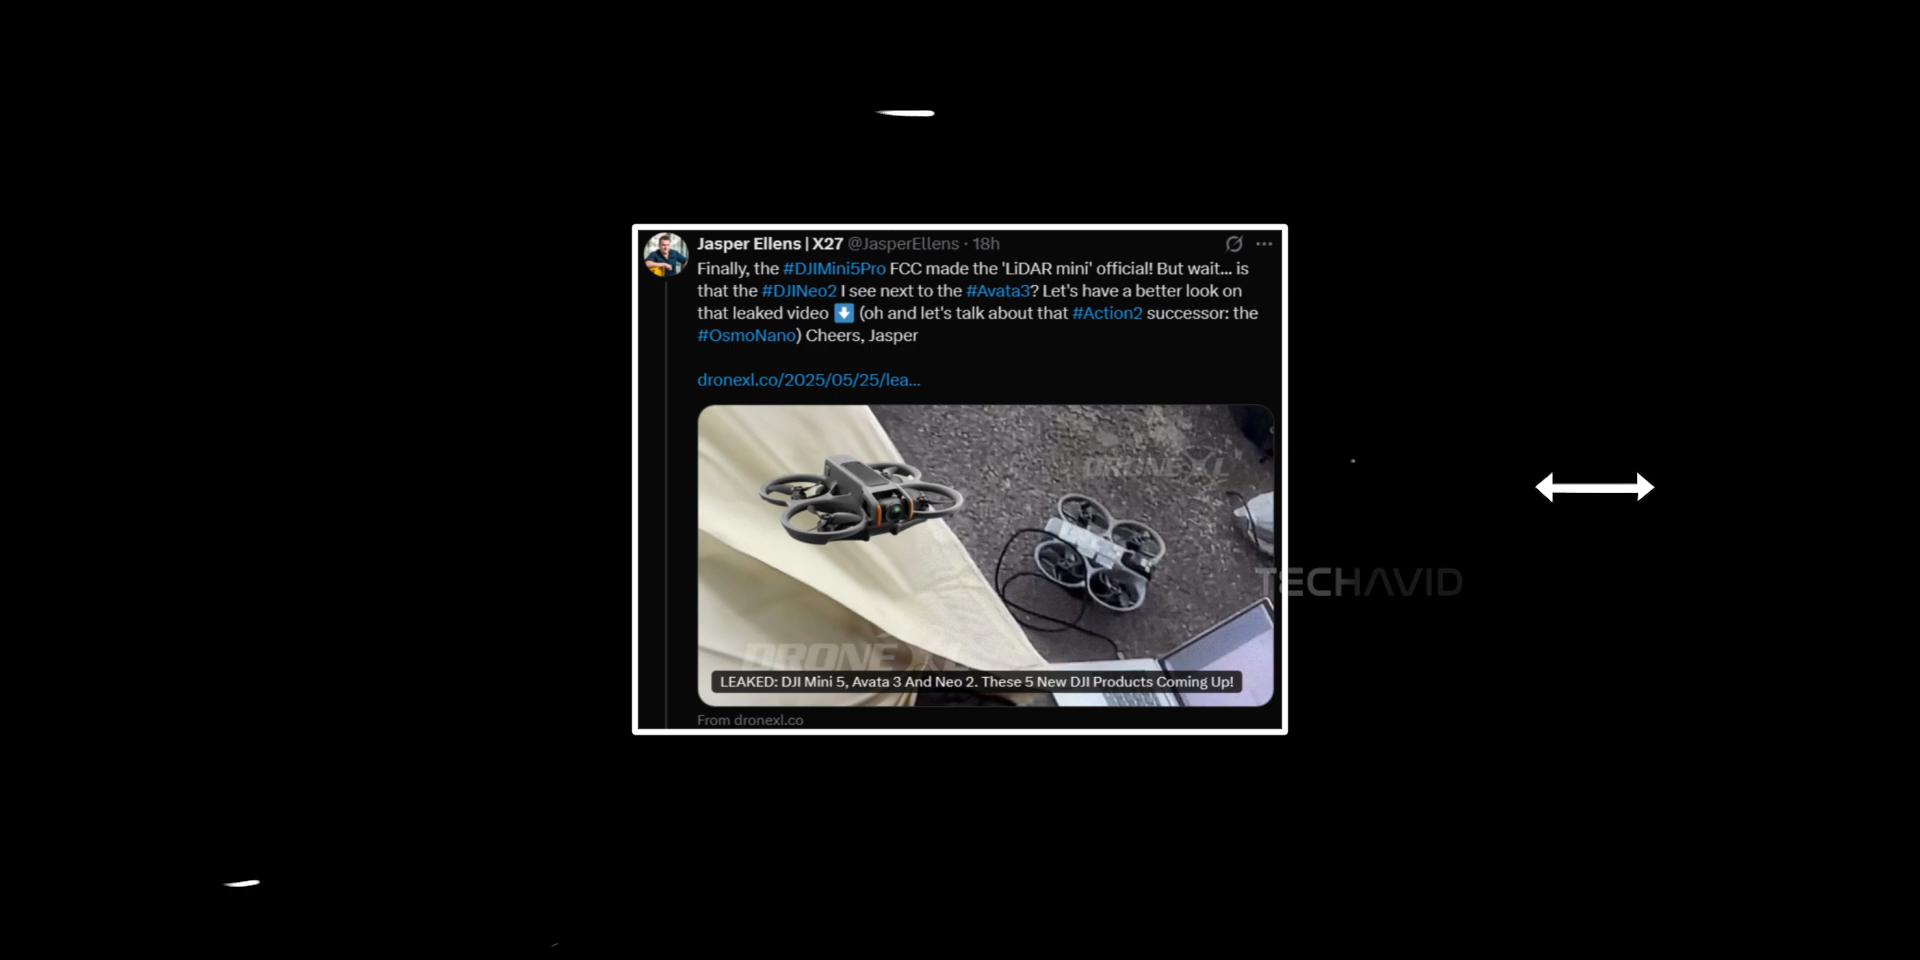 Jasper Ellens | X27 @JasperEllens · 18h
Finally, the #DJIMini5Pro FCC made the 'LiDAR mini' official! But wait... is
that the #DJINeo2 I see next to the #Avata3? Let's have a better look on
that leaked video ⬇️ (oh and let's talk about that #Action2 successor: the
#OsmoNano) Cheers, Jasper
dronexl.co/2025/05/25/lea...
DRONEXL
TECHAVID
DRONEXL
LEAKED: DJI Mini 5, Avata 3 And Neo 2. These 5 New DJI Products Coming Up!
From dronexl.co